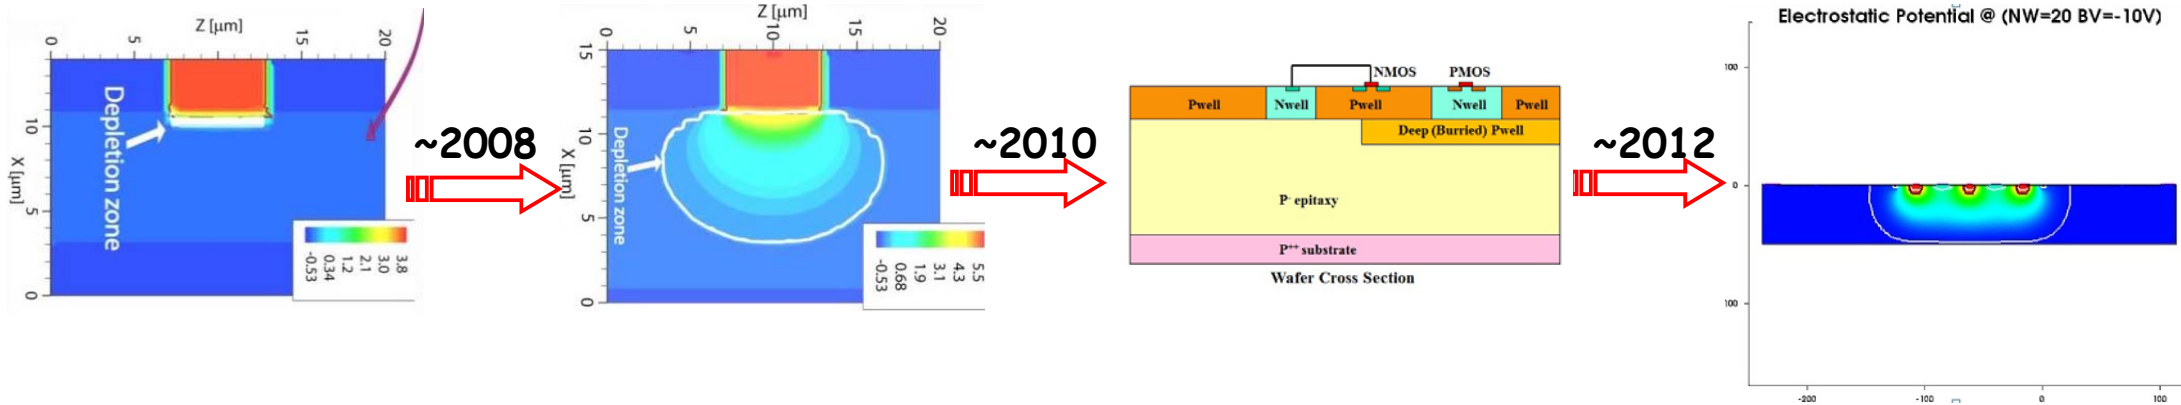 Z [μm]
0 5 10 15 20
X [μm]
10
5
0
Depletion zone
-0.53 0.34 1.2 2.1 3.0 3.8
~2008
Z [μm]
0 5 10 15 20
X [μm]
15
10
5
0
Depletion zone
-0.53 0.68 1.9 3.1 4.3 5.5
~2010
NMOS PMOS
Pwell Nwell Pwell Nwell Pwell
Deep (Burried) Pwell
P- epitaxy
P++ substrate
Wafer Cross Section
~2012
Electrostatic Potential @ (NW=20 BV=-10V)
100
0
100
-200 -100 0 100